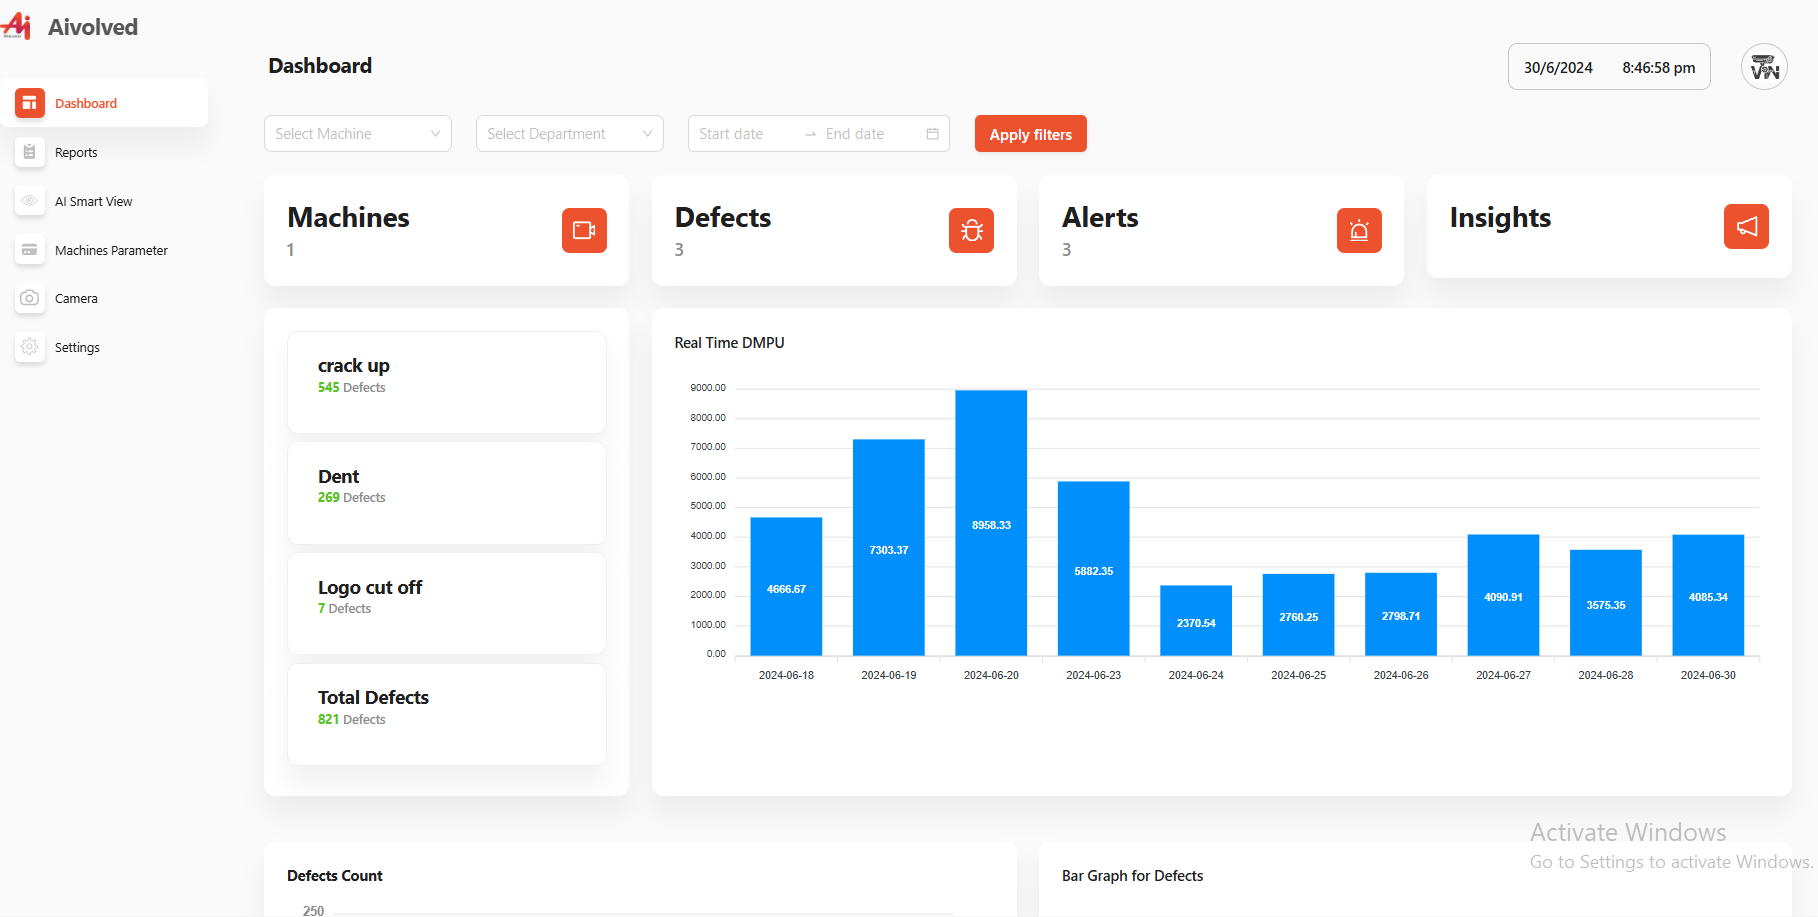 Aivolved
Dashboard
30/6/2024 8:46:58 pm
VIN
Dashboard
Reports
AI Smart View
Machines Parameter
Camera
Settings
Select Machine
Select Department
Start date → End date
Apply filters
Machines
1
Defects
3
Alerts
3
Insights
crack up
545 Defects
Dent
269 Defects
Logo cut off
7 Defects
Total Defects
821 Defects
Real Time DMPU
9000.00
8000.00
7000.00
6000.00
5000.00
4000.00
3000.00
2000.00
1000.00
0.00
4666.67
7303.37
8958.33
5882.35
2370.54
2760.25
2798.71
4090.91
3575.35
4085.34
2024-06-18 2024-06-19 2024-06-20 2024-06-23 2024-06-24 2024-06-25 2024-06-26 2024-06-27 2024-06-28 2024-06-30
Activate Windows
Go to Settings to activate Windows.
Defects Count
250
Bar Graph for Defects